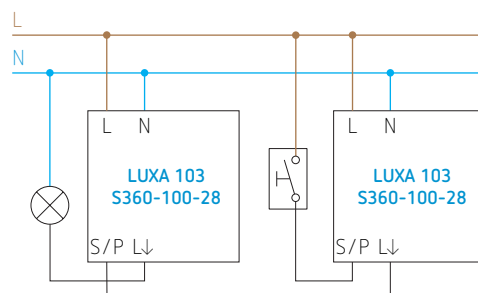 L
N
L N
LUXA 103
S360-100-28
S/P L↓
L N
LUXA 103
S360-100-28
S/P L↓